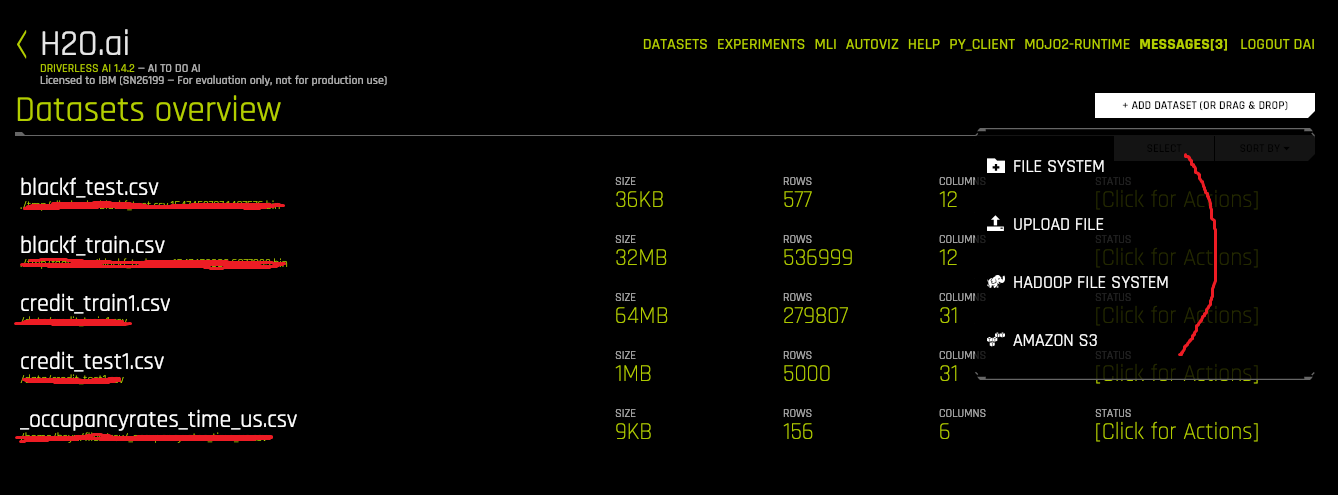 H2O.ai
DATASETS EXPERIMENTS MLI AUTOVIZ HELP PY_CLIENT MOJO2-RUNTIME MESSAGES[3] LOGOUT DAI
DRIVERLESS AI 1.4.2 — AI TO DO AI
Licensed to IBM (SN26199 — For evaluation only, not for production use)
Datasets overview
+ ADD DATASET (OR DRAG & DROP)
SELECT SORT BY
FILE SYSTEM
UPLOAD FILE
HADOOP FILE SYSTEM
AMAZON S3
blackf_test.csv
SIZE ROWS COLUMNS STATUS
36KB 577 12 [Click for Actions]
blackf_train.csv
SIZE ROWS COLUMNS STATUS
32MB 536999 12 [Click for Actions]
credit_train1.csv
SIZE ROWS COLUMNS STATUS
64MB 279807 31 [Click for Actions]
credit_test1.csv
SIZE ROWS COLUMNS STATUS
1MB 5000 31 [Click for Actions]
_occupancyrates_time_us.csv
SIZE ROWS COLUMNS STATUS
9KB 156 6 [Click for Actions]